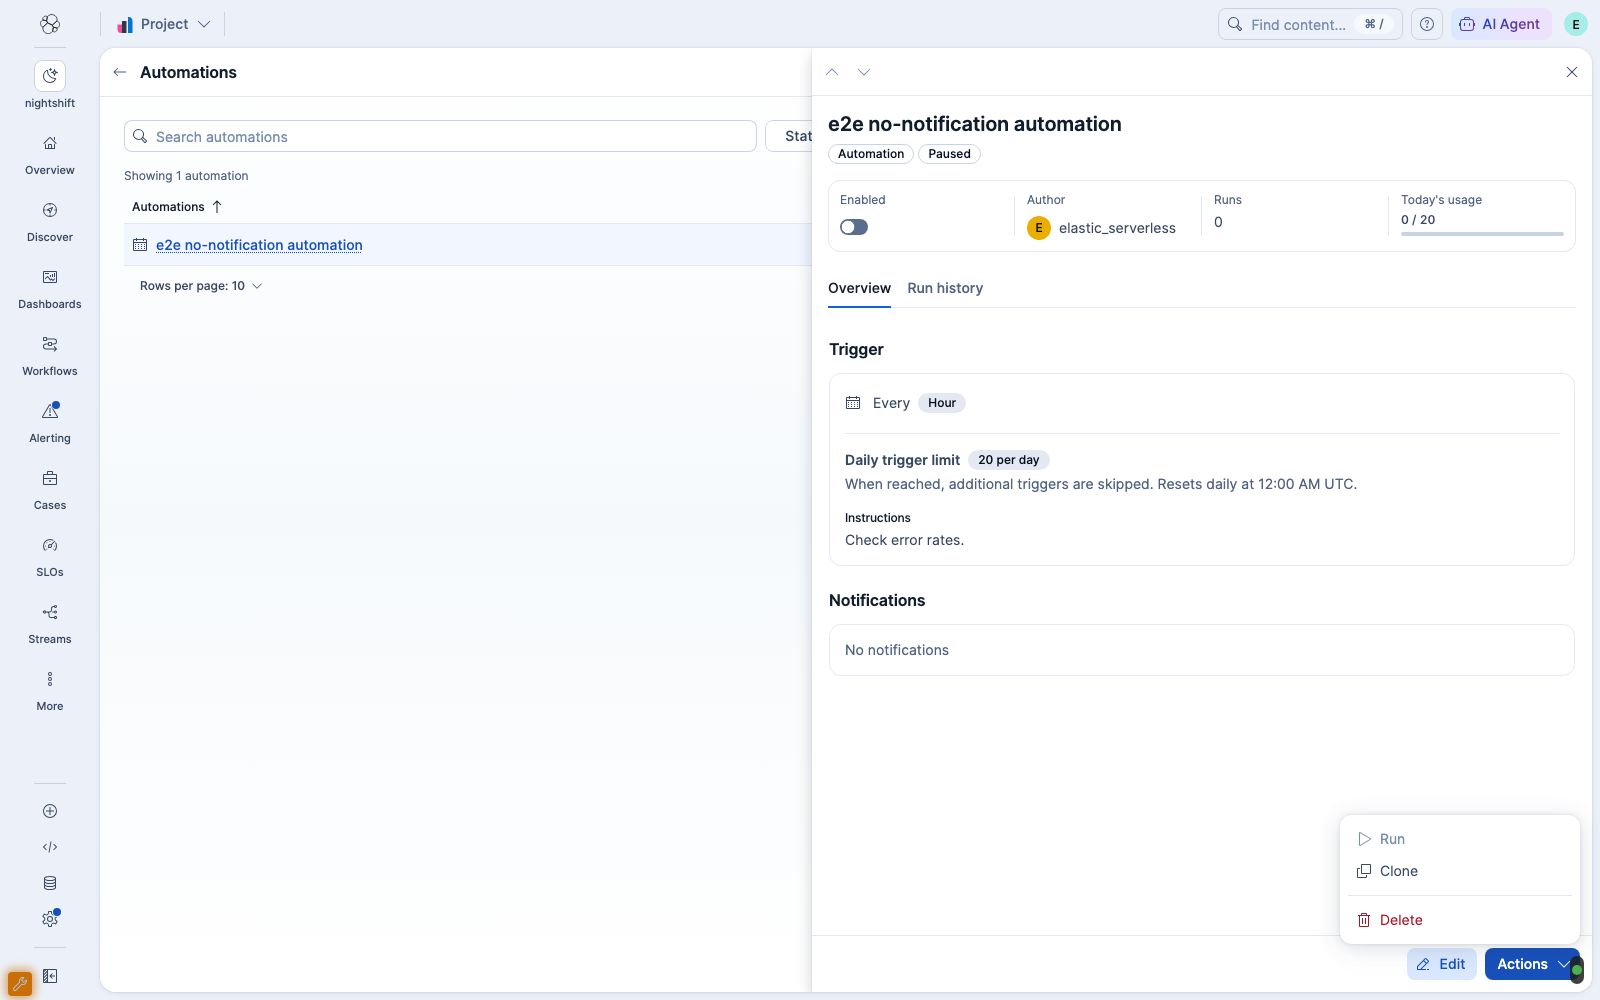 Project
Find content...
⌘ /
AI Agent
E
nightshift
Overview
Discover
Dashboards
Workflows
Alerting
Cases
SLOs
Streams
More
Automations
Search automations
Stat
Showing 1 automation
Automations
e2e no-notification automation
Rows per page: 10
e2e no-notification automation
Automation
Paused
Enabled
Author
E
elastic_serverless
Runs
0
Today's usage
0 / 20
Overview
Run history
Trigger
Every
Hour
Daily trigger limit
20 per day
When reached, additional triggers are skipped. Resets daily at 12:00 AM UTC.
Instructions
Check error rates.
Notifications
No notifications
Run
Clone
Delete
Edit
Actions